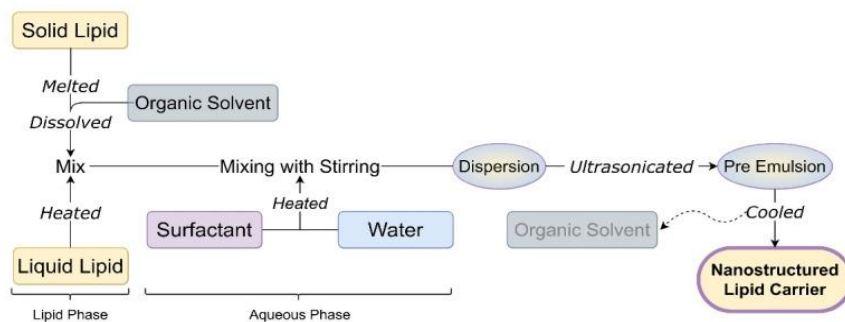 Solid Lipid
Melted
Organic Solvent
Dissolved
Mix
Mixing with Stirring
Dispersion
Ultrasonicated
Pre Emulsion
Heated
Heated
Cooled
Surfactant
Water
Organic Solvent
Liquid Lipid
Nanostructured
Lipid Carrier
Lipid Phase
Aqueous Phase